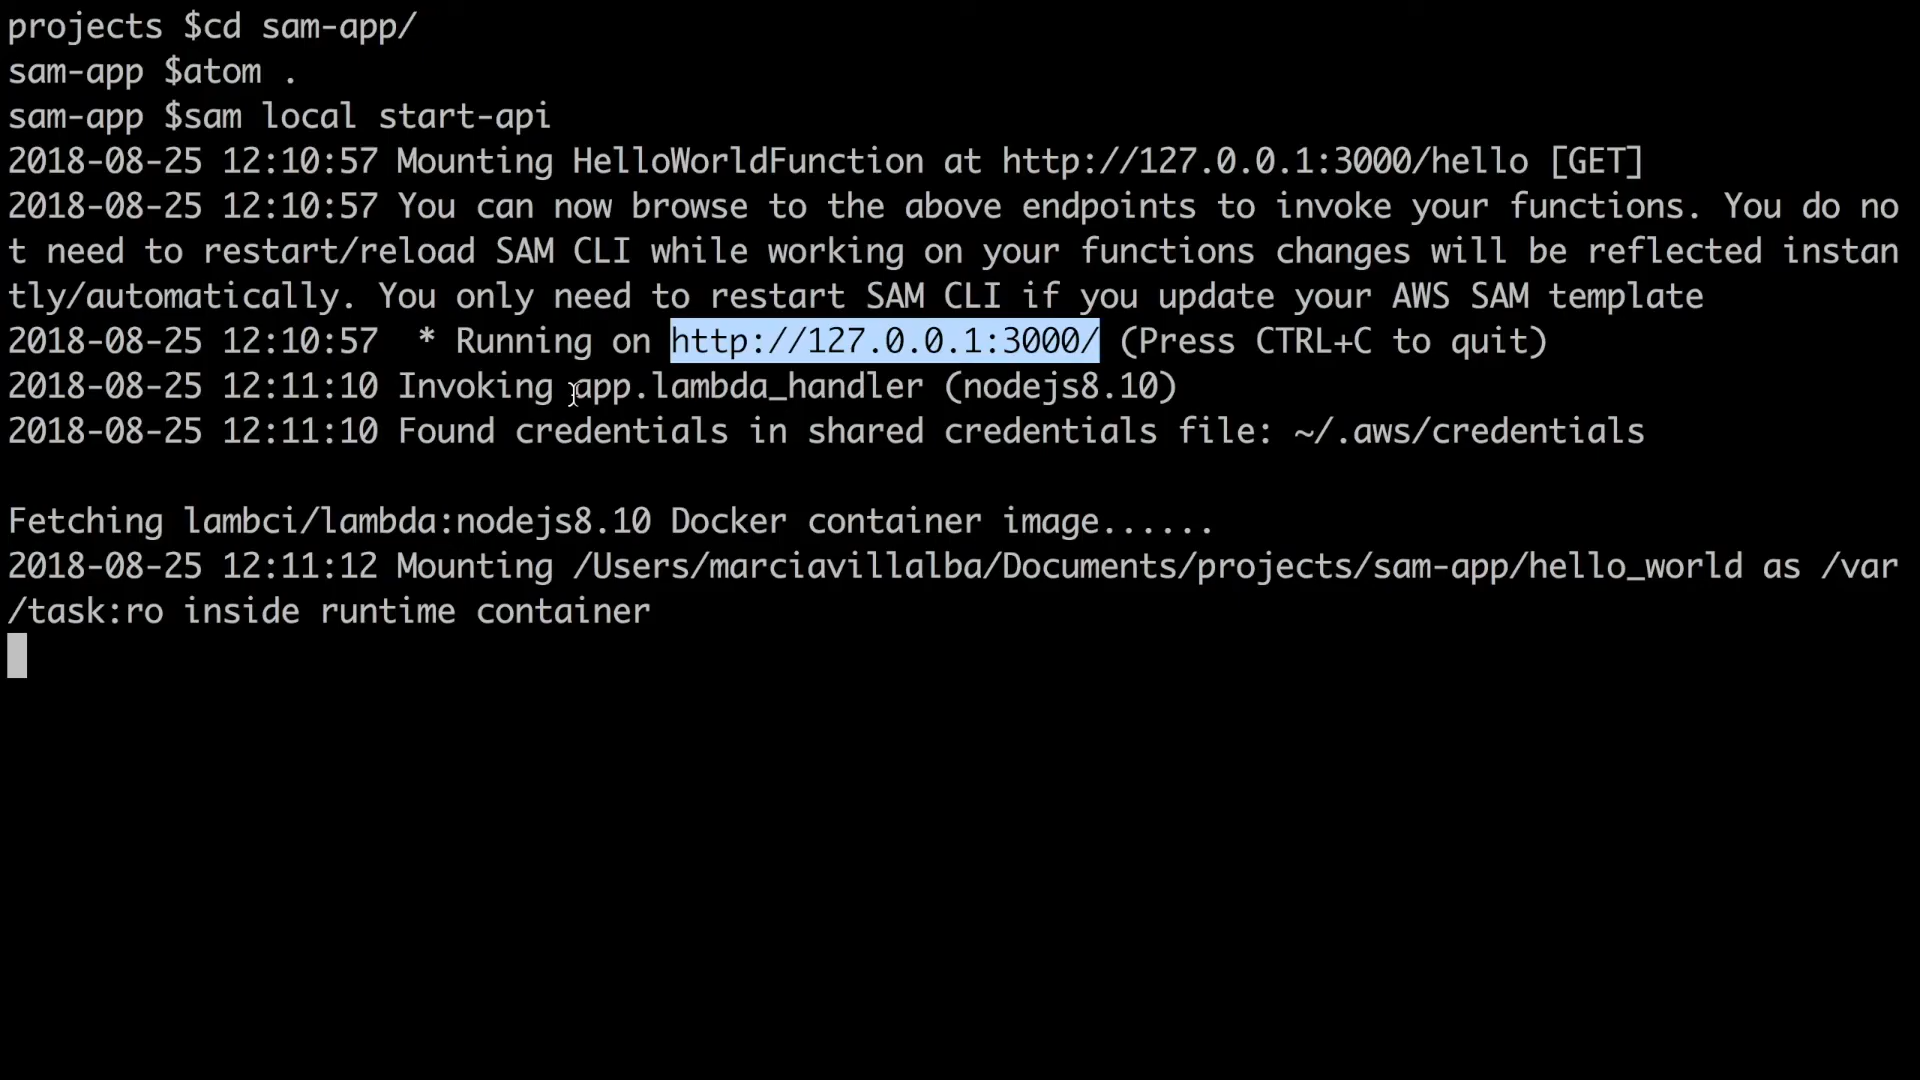 projects $cd sam-app/
sam-app $atom .
sam-app $sam local start-api
2018-08-25 12:10:57 Mounting HelloWorldFunction at http://127.0.0.1:3000/hello [GET]
2018-08-25 12:10:57 You can now browse to the above endpoints to invoke your functions. You do no
t need to restart/reload SAM CLI while working on your functions changes will be reflected instan
tly/automatically. You only need to restart SAM CLI if you update your AWS SAM template
2018-08-25 12:10:57  * Running on http://127.0.0.1:3000/ (Press CTRL+C to quit)
2018-08-25 12:11:10 Invoking app.lambda_handler (nodejs8.10)
2018-08-25 12:11:10 Found credentials in shared credentials file: ~/.aws/credentials
Fetching lambci/lambda:nodejs8.10 Docker container image......
2018-08-25 12:11:12 Mounting /Users/marciavillalba/Documents/projects/sam-app/hello_world as /var
/task:ro inside runtime container